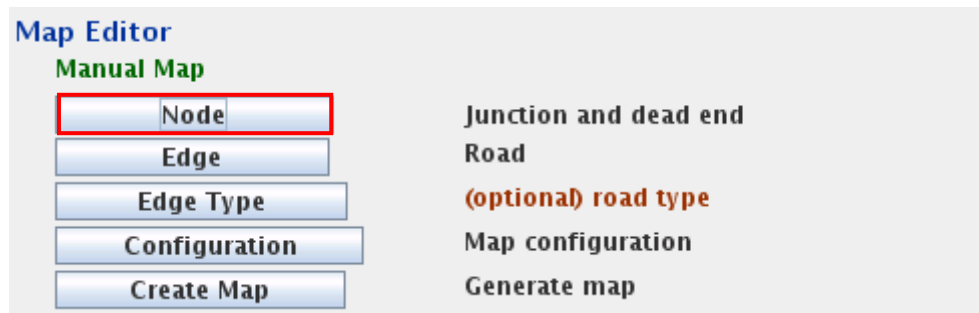 Map Editor
Manual Map
Node Junction and dead end
Edge Road
Edge Type (optional) road type
Configuration Map configuration
Create Map Generate map